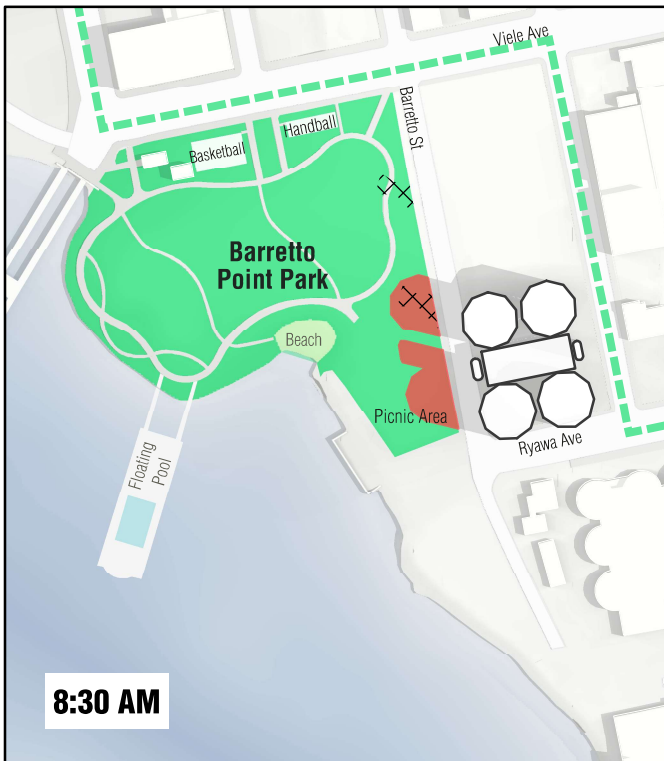 Viele Ave
Barretto St
Handball
Basketball
Barretto
Point Park
Beach
Picnic Area
Ryawa Ave
Floating
Pool
8:30 AM